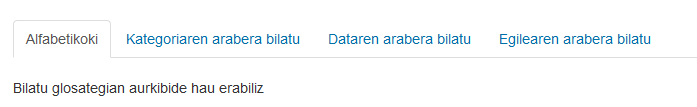 Alfabetikoki Kategoriaren arabera bilatu Dataren arabera bilatu Egilearen arabera bilatu
Bilatu glosategian aurkibide hau erabiliz